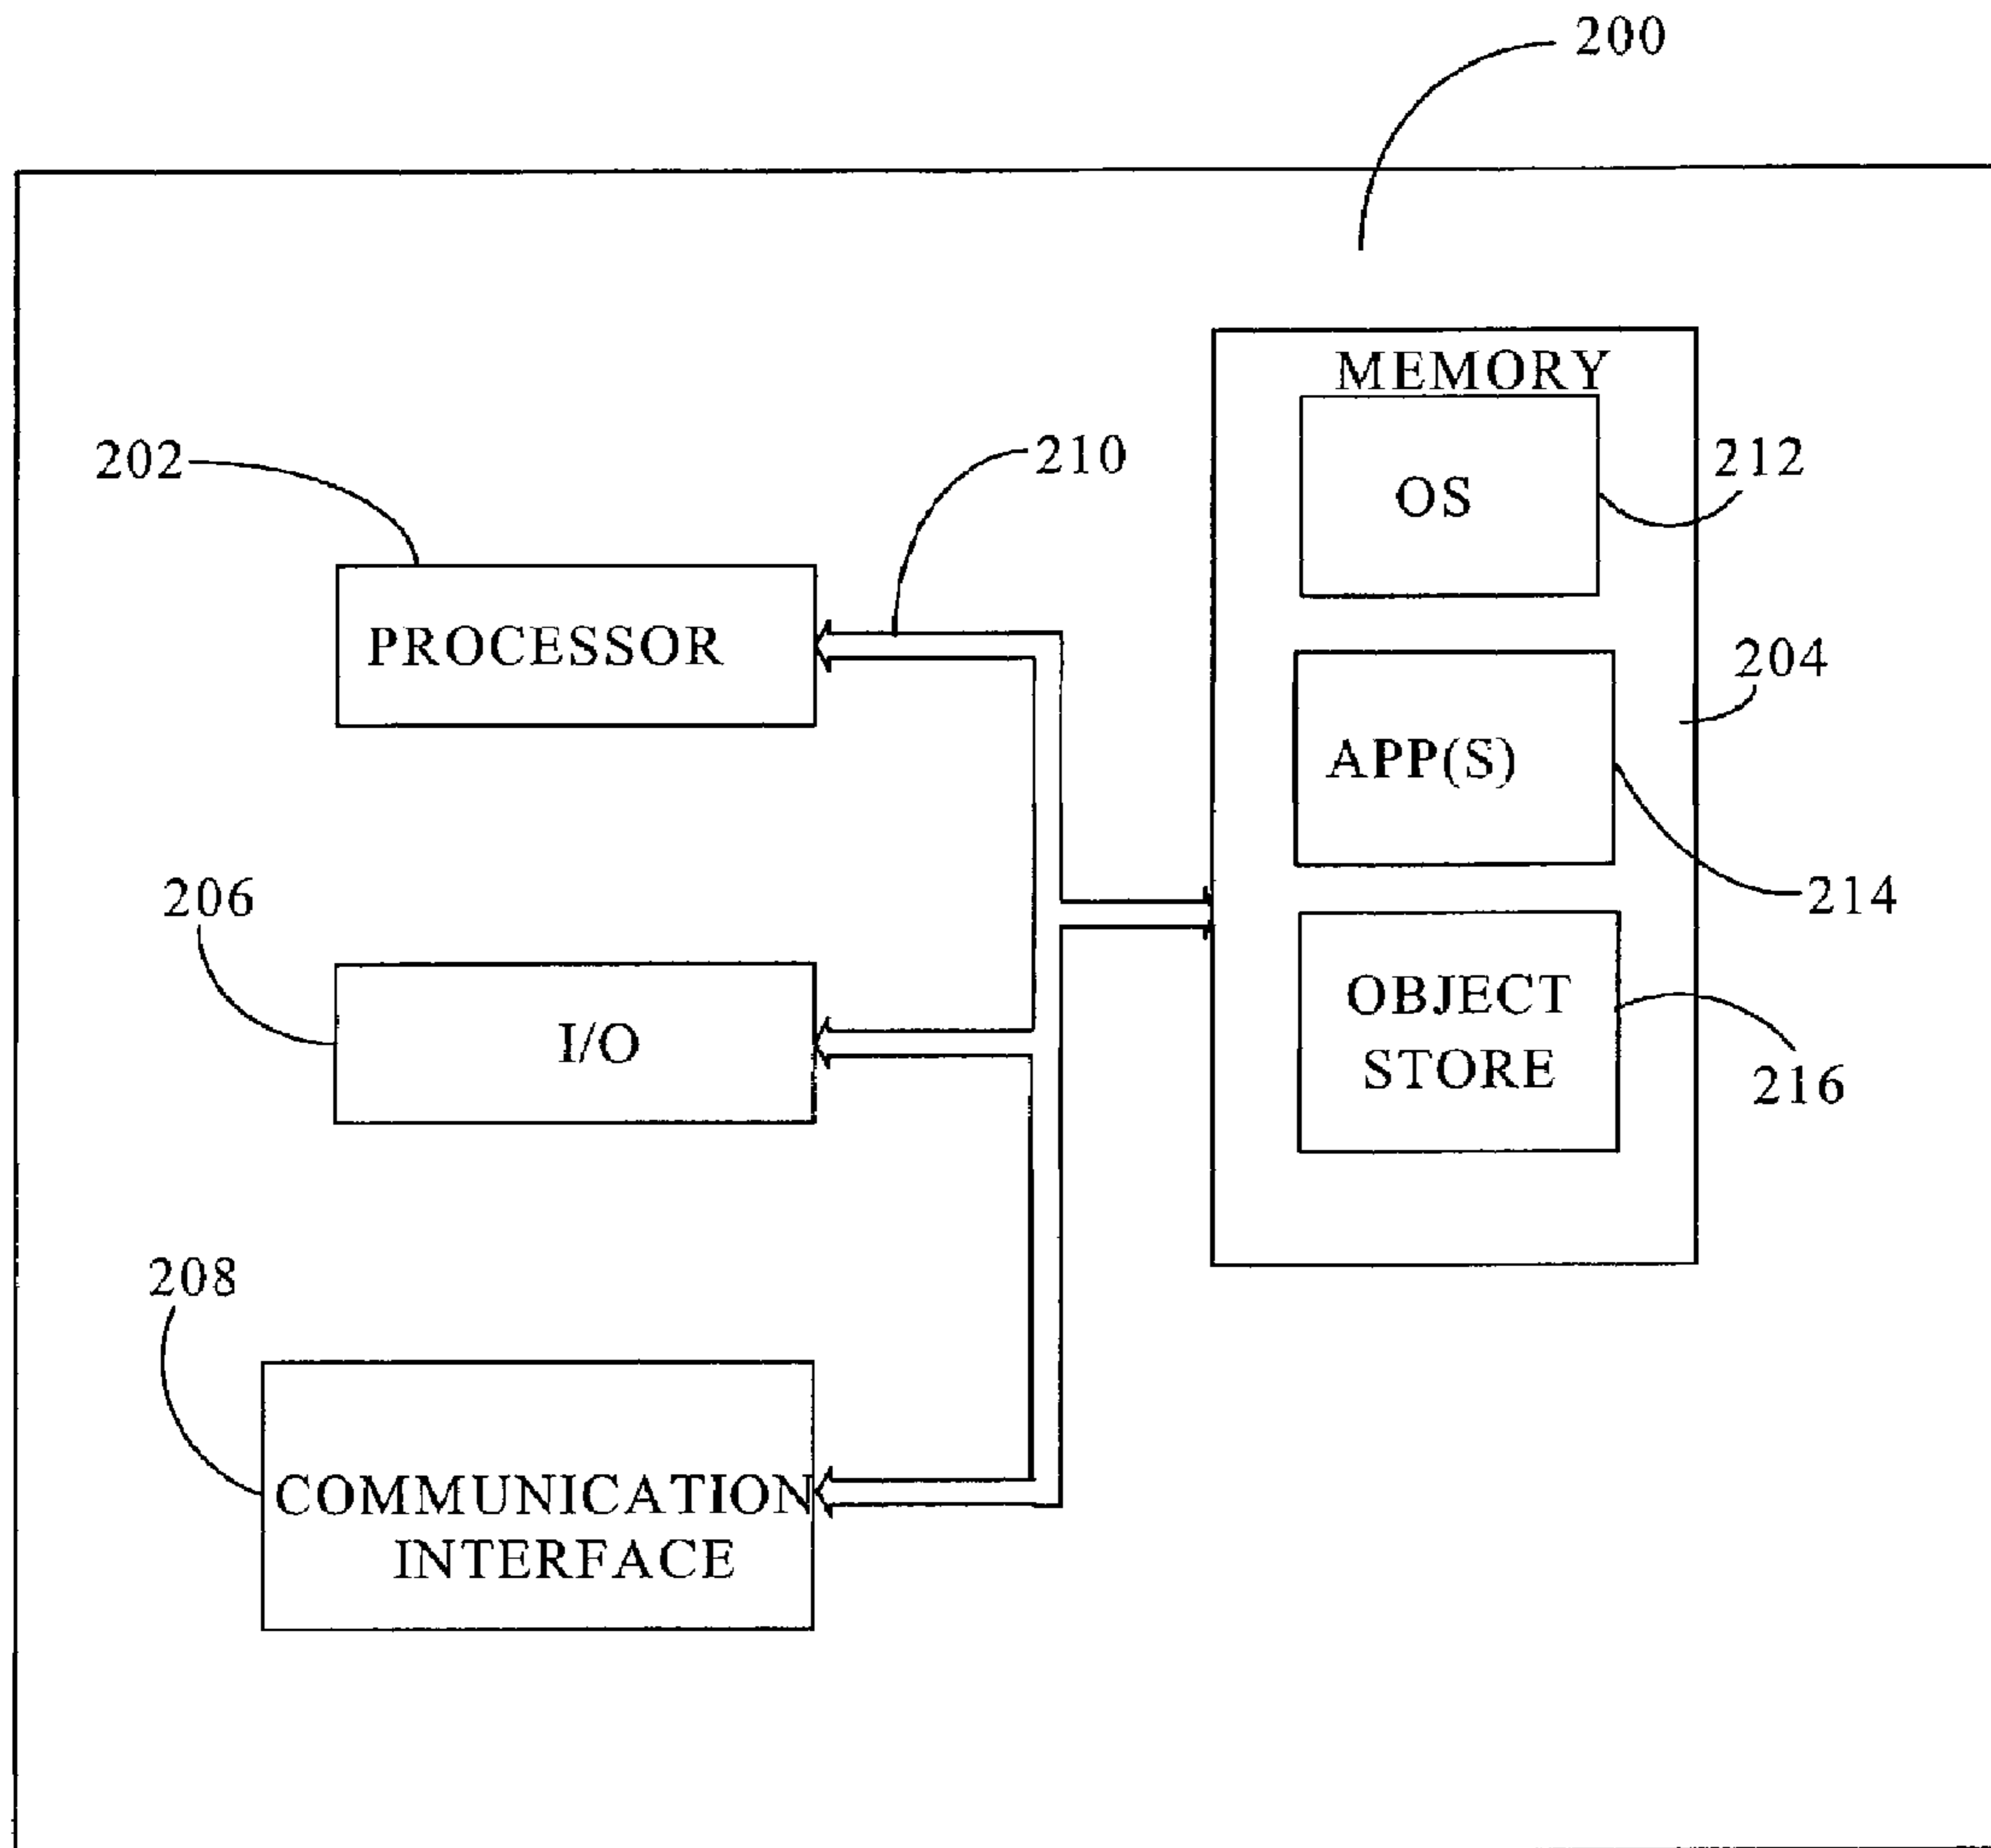 200
MEMORY
202
210
OS
212
PROCESSOR
204
APP(S)
206
214
I/O
OBJECT
STORE
216
208
COMMUNICATION
INTERFACE